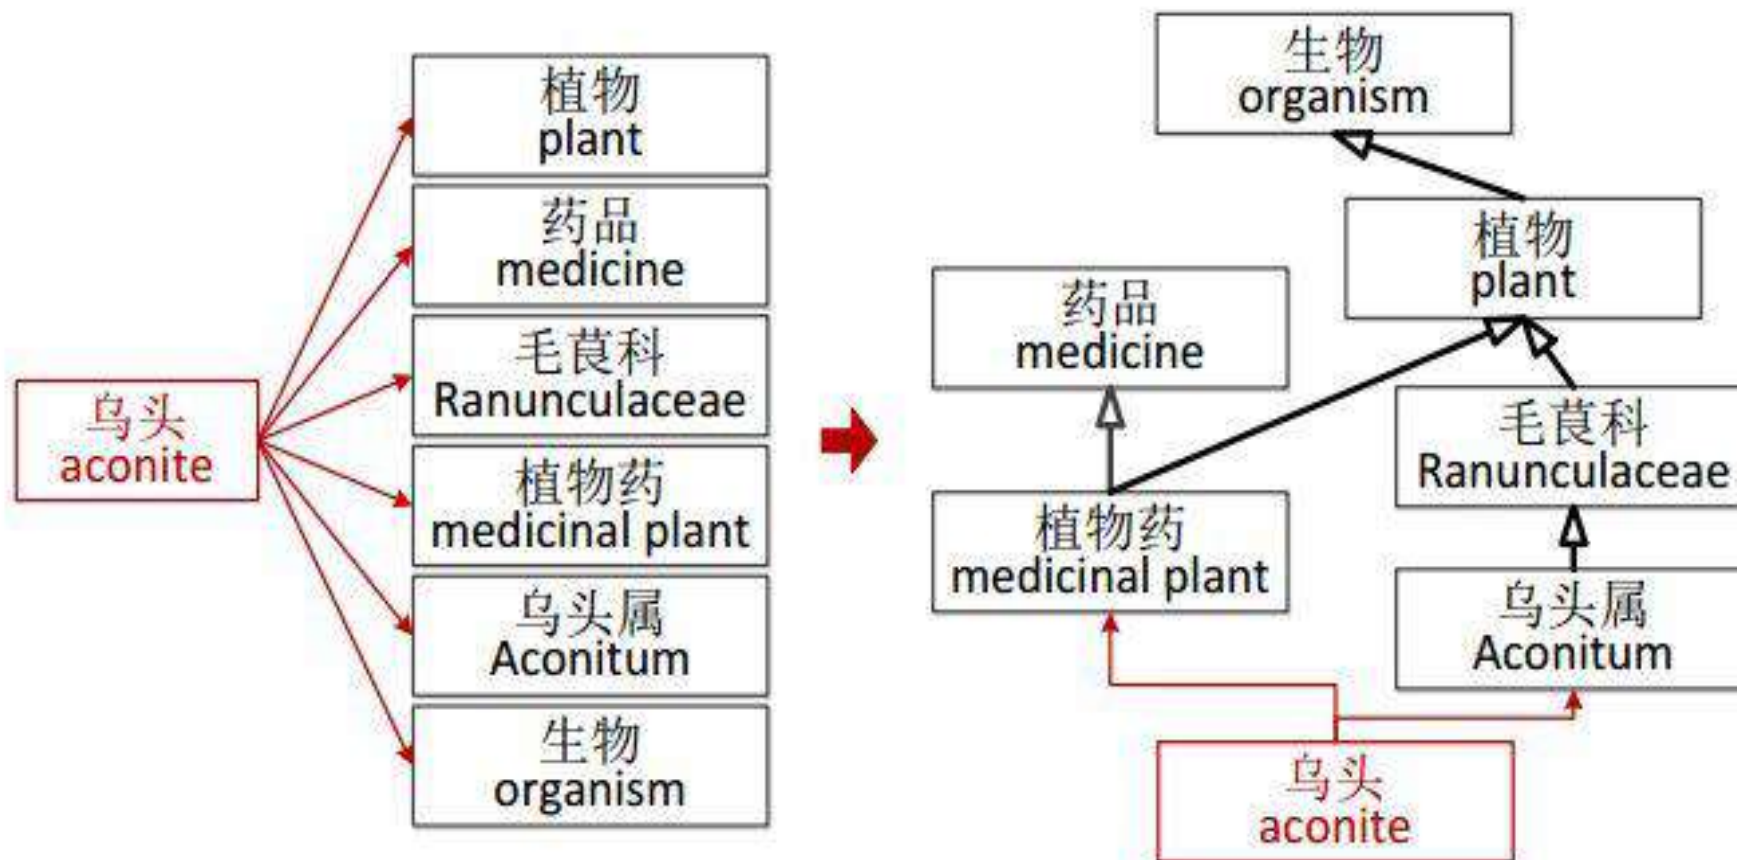 乌头
aconite
植物
plant
药品
medicine
毛茛科
Ranunculaceae
植物药
medicinal plant
乌头属
Aconitum
生物
organism
生物
organism
植物
plant
药品
medicine
毛茛科
Ranunculaceae
植物药
medicinal plant
乌头属
Aconitum
乌头
aconite